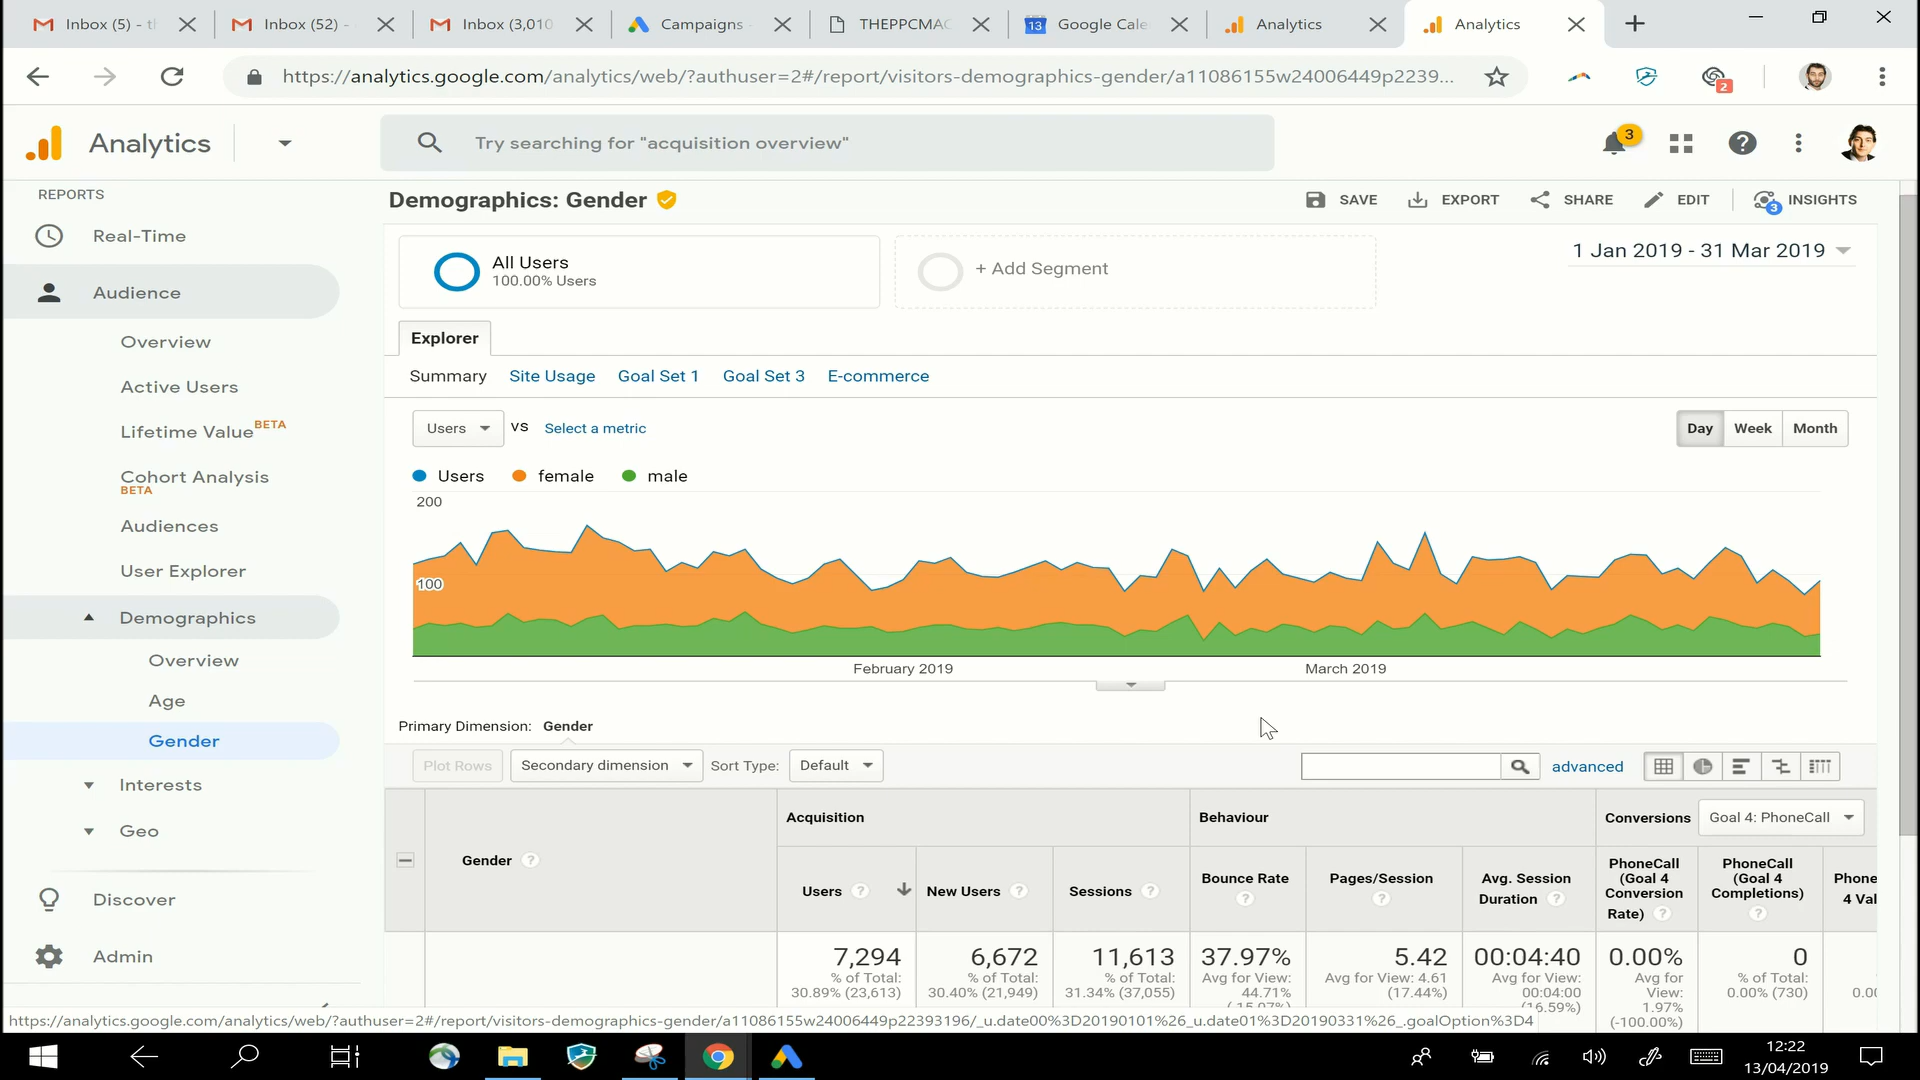 Inbox (5) - th
Inbox (52) -
Inbox (3,010
Campaigns -
THEPPCMAC
Google Cale
Analytics
Analytics
https://analytics.google.com/analytics/web/?authuser=2#/report/visitors-demographics-gender/a11086155w24006449p2239...
2
Analytics
Try searching for "acquisition overview"
3
REPORTS
Real-Time
Audience
Overview
Active Users
Lifetime Value BETA
Cohort Analysis
BETA
Audiences
User Explorer
Demographics
Overview
Age
Gender
Interests
Geo
Discover
Admin
Demographics: Gender
SAVE
EXPORT
SHARE
EDIT
3
INSIGHTS
All Users
100.00% Users
+ Add Segment
1 Jan 2019 - 31 Mar 2019
Explorer
Summary
Site Usage
Goal Set 1
Goal Set 3
E-commerce
Users
VS
Select a metric
Day
Week
Month
Users
female
male
200
100
February 2019
March 2019
Primary Dimension:
Gender
Plot Rows
Secondary dimension
Sort Type:
Default
advanced
Gender
Acquisition
Behaviour
Conversions
Goal 4: PhoneCall
Users
New Users
Sessions
Bounce Rate
Pages/Session
Avg. Session
Duration
PhoneCall
(Goal 4
Conversion
Rate)
PhoneCall
(Goal 4
Completions)
Phone
4 Val
7,294
% of Total:
30.89% (23,613)
6,672
% of Total:
30.40% (21,949)
11,613
% of Total:
31.34% (37,055)
37.97%
Avg for View:
44.71%
5.42
Avg for View: 4.61
(17.44%)
00:04:40
Avg for View:
00:04:00
(16.59%)
0.00%
Avg for
View:
1.97%
(-100.00%)
0
% of Total:
0.00% (730)
0.00
https://analytics.google.com/analytics/web/?authuser=2#/report/visitors-demographics-gender/a11086155w24006449p22393196/_u.date00%3D20190101%26_u.date01%3D20190331%26_.goalOption%3D4
12:22
13/04/2019